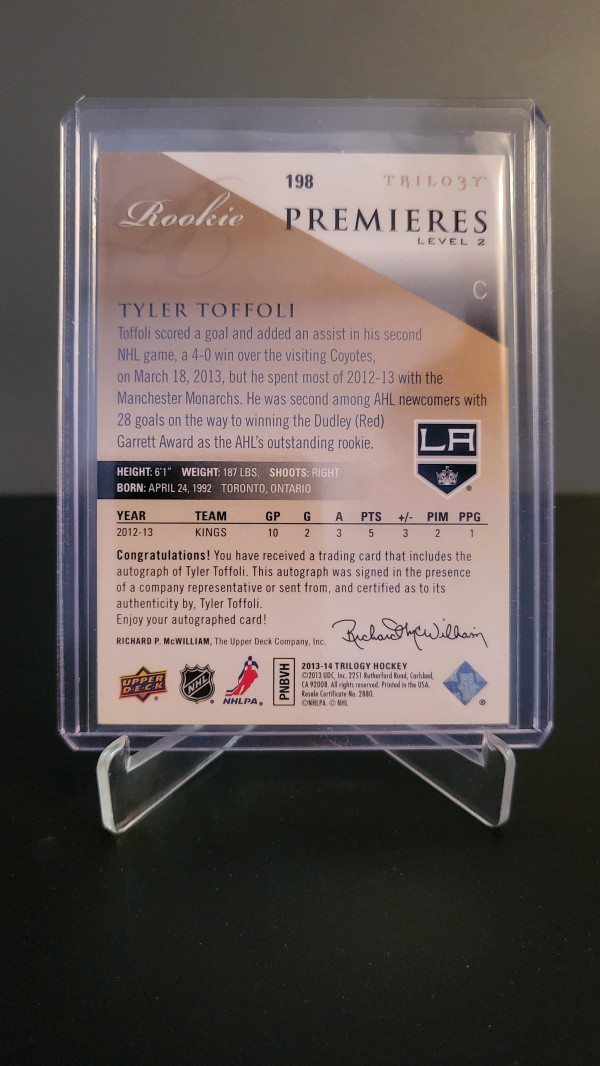 198 TRILO3Y
Rookie PREMIERES
LEVEL 2
C
TYLER TOFFOLI
Toffoli scored a goal and added an assist in his second
NHL game, a 4-0 win over the visiting Coyotes,
on March 18, 2013, but he spent most of 2012-13 with the
Manchester Monarchs. He was second among AHL newcomers with
28 goals on the way to winning the Dudley (Red)
Garrett Award as the AHL's outstanding rookie.
LA
HEIGHT: 6'1" WEIGHT: 187 LBS. SHOOTS: RIGHT
BORN: APRIL 24, 1992 TORONTO, ONTARIO
YEAR TEAM GP G A PTS +/- PIM PPG
2012-13 KINGS 10 2 3 5 3 2 1
Congratulations! You have received a trading card that includes the
autograph of Tyler Toffoli. This autograph was signed in the presence
of a company representative or sent from, and certified as to its
authenticity by, Tyler Toffoli.
Enjoy your autographed card!
Richard McWilliam
RICHARD P. McWILLIAM, The Upper Deck Company, Inc.
UPPER DECK
NHL
NHLPA.
PNBVH
2013-14 TRILOGY HOCKEY
©2013 UDC, Inc. 2251 Rutherford Road, Carlsbad,
CA 92008. All rights reserved. Printed in the USA.
Resale Certificate No. 2880.
©NHLPA. © NHL